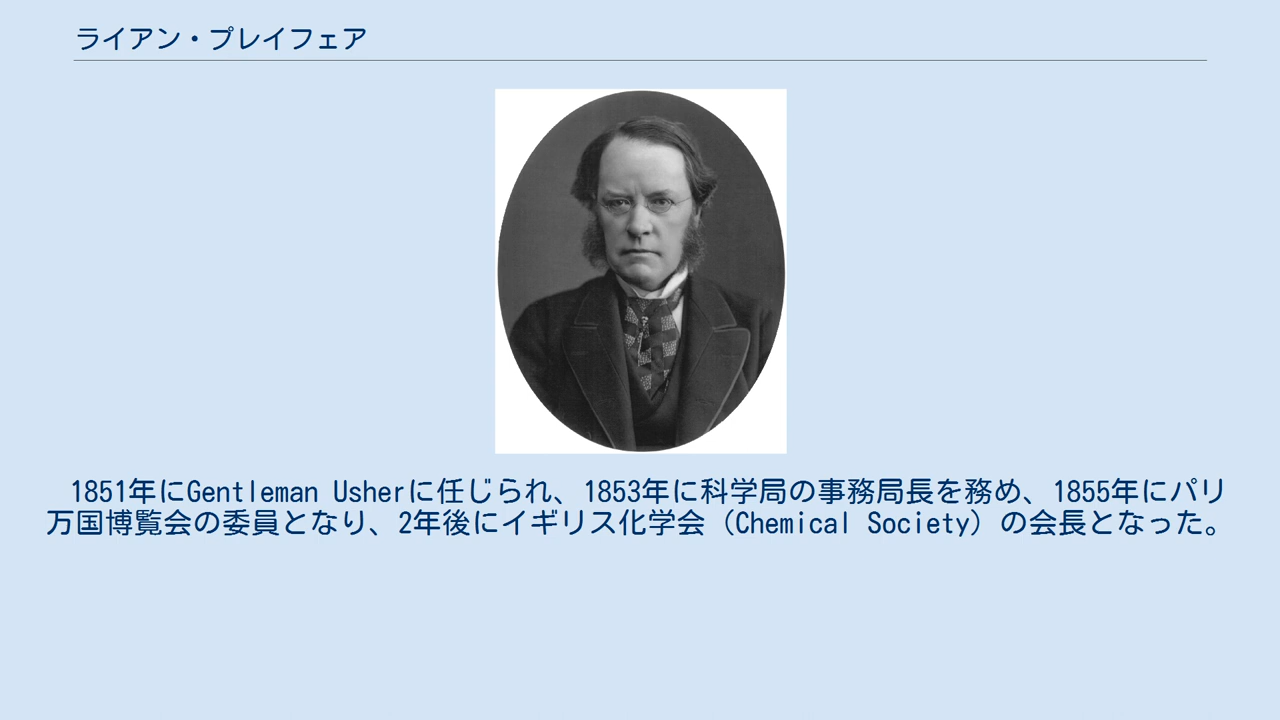 ライアン・プレイフェア
1851年にGentleman Usherに任じられ、1853年に科学局の事務局長を務め、1855年にパリ
万国博覧会の委員となり、2年後にイギリス化学会（Chemical Society）の会長となった。